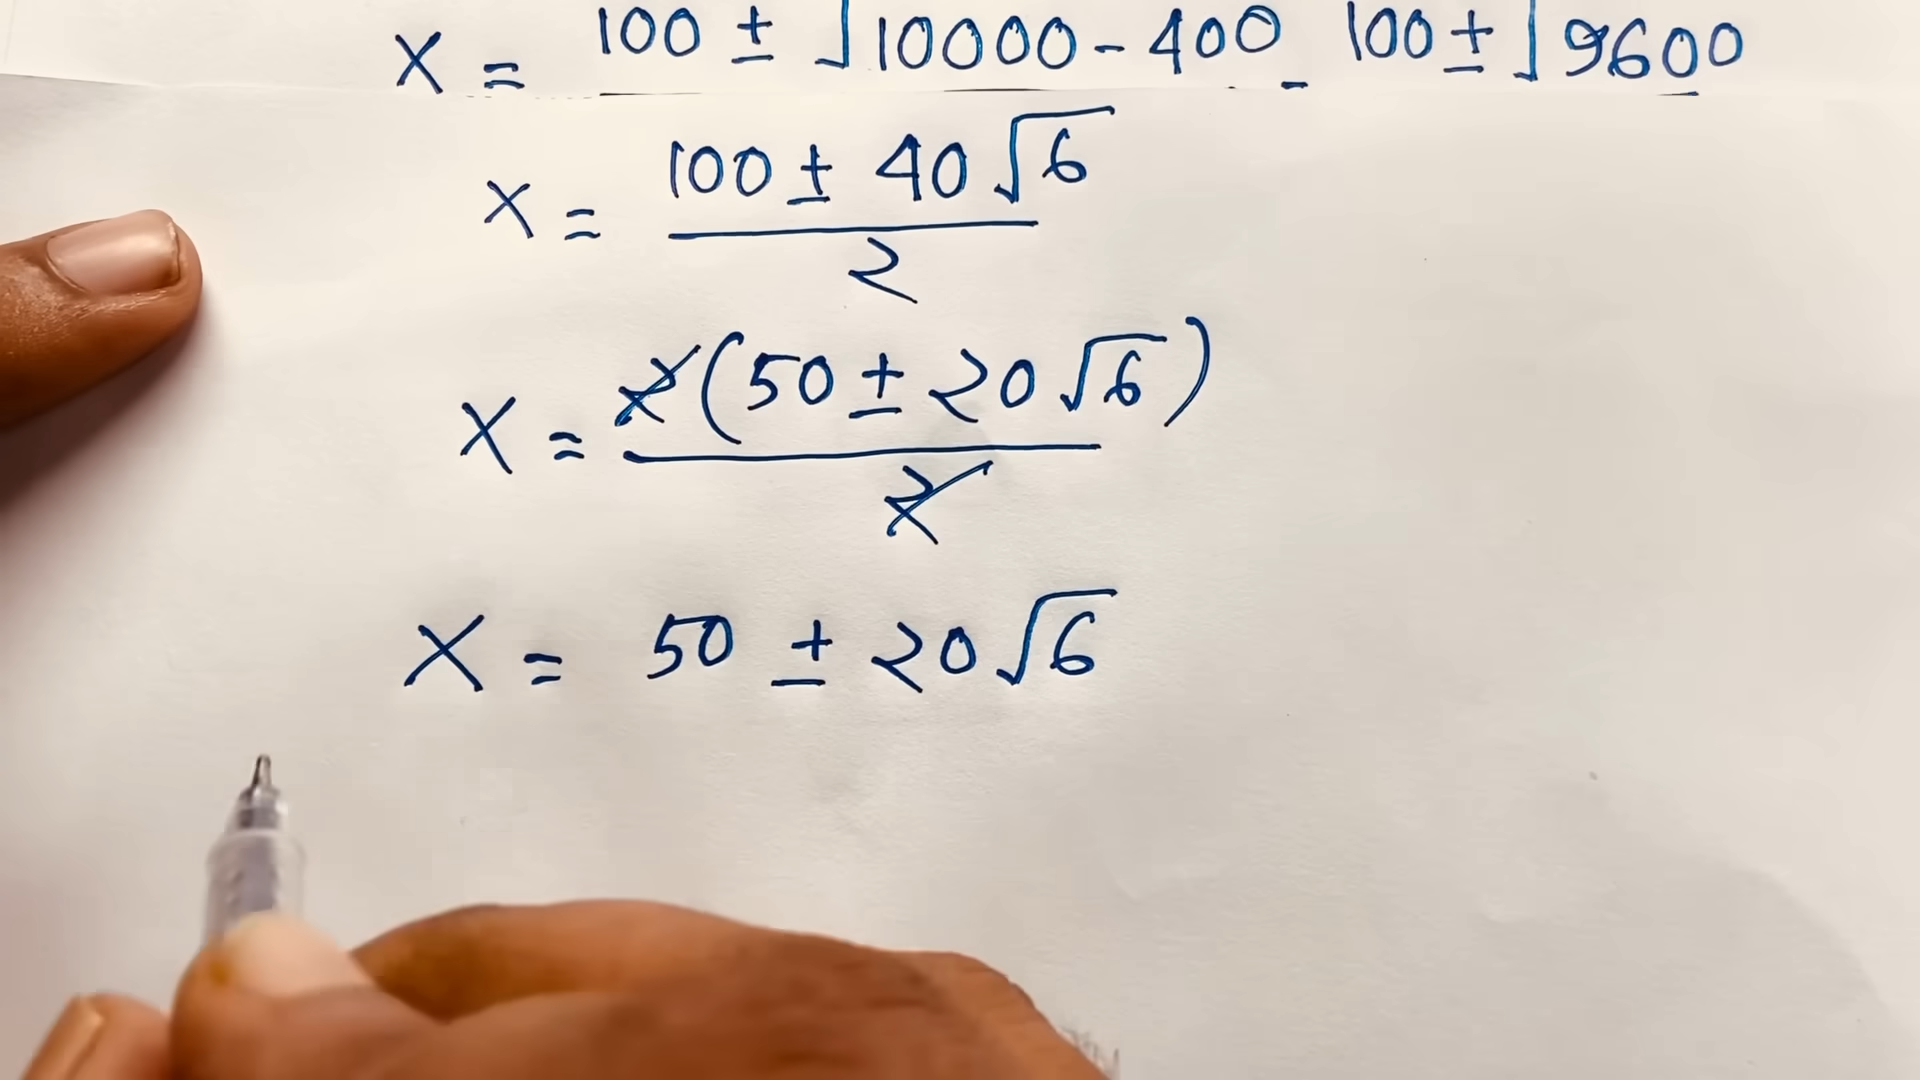 x = 100 ± √10000 - 400 = 100 ± √9600
x = 100 ± 40√6
2
x = 2(50 ± 20√6)
2
x = 50 ± 20√6